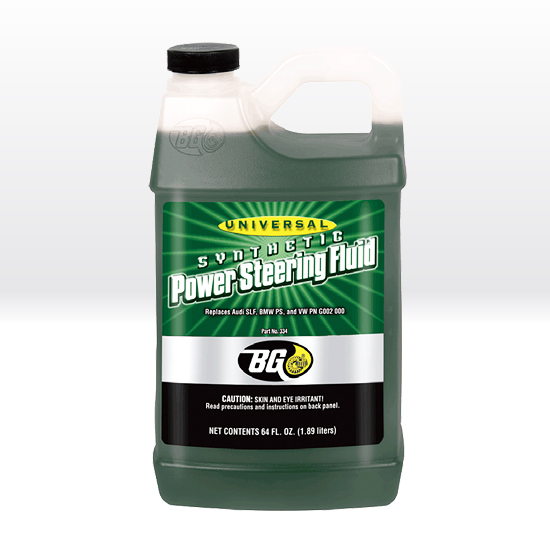 BG
UNIVERSAL
SYNTHETIC
Power Steering Fluid
Replaces Audi SLF, BMW PS, and VW PN G002 000
Part No. 334
BG
CAUTION: SKIN AND EYE IRRITANT!
Read precautions and instructions on back panel.
NET CONTENTS 64 FL. OZ. (1.89 liters)